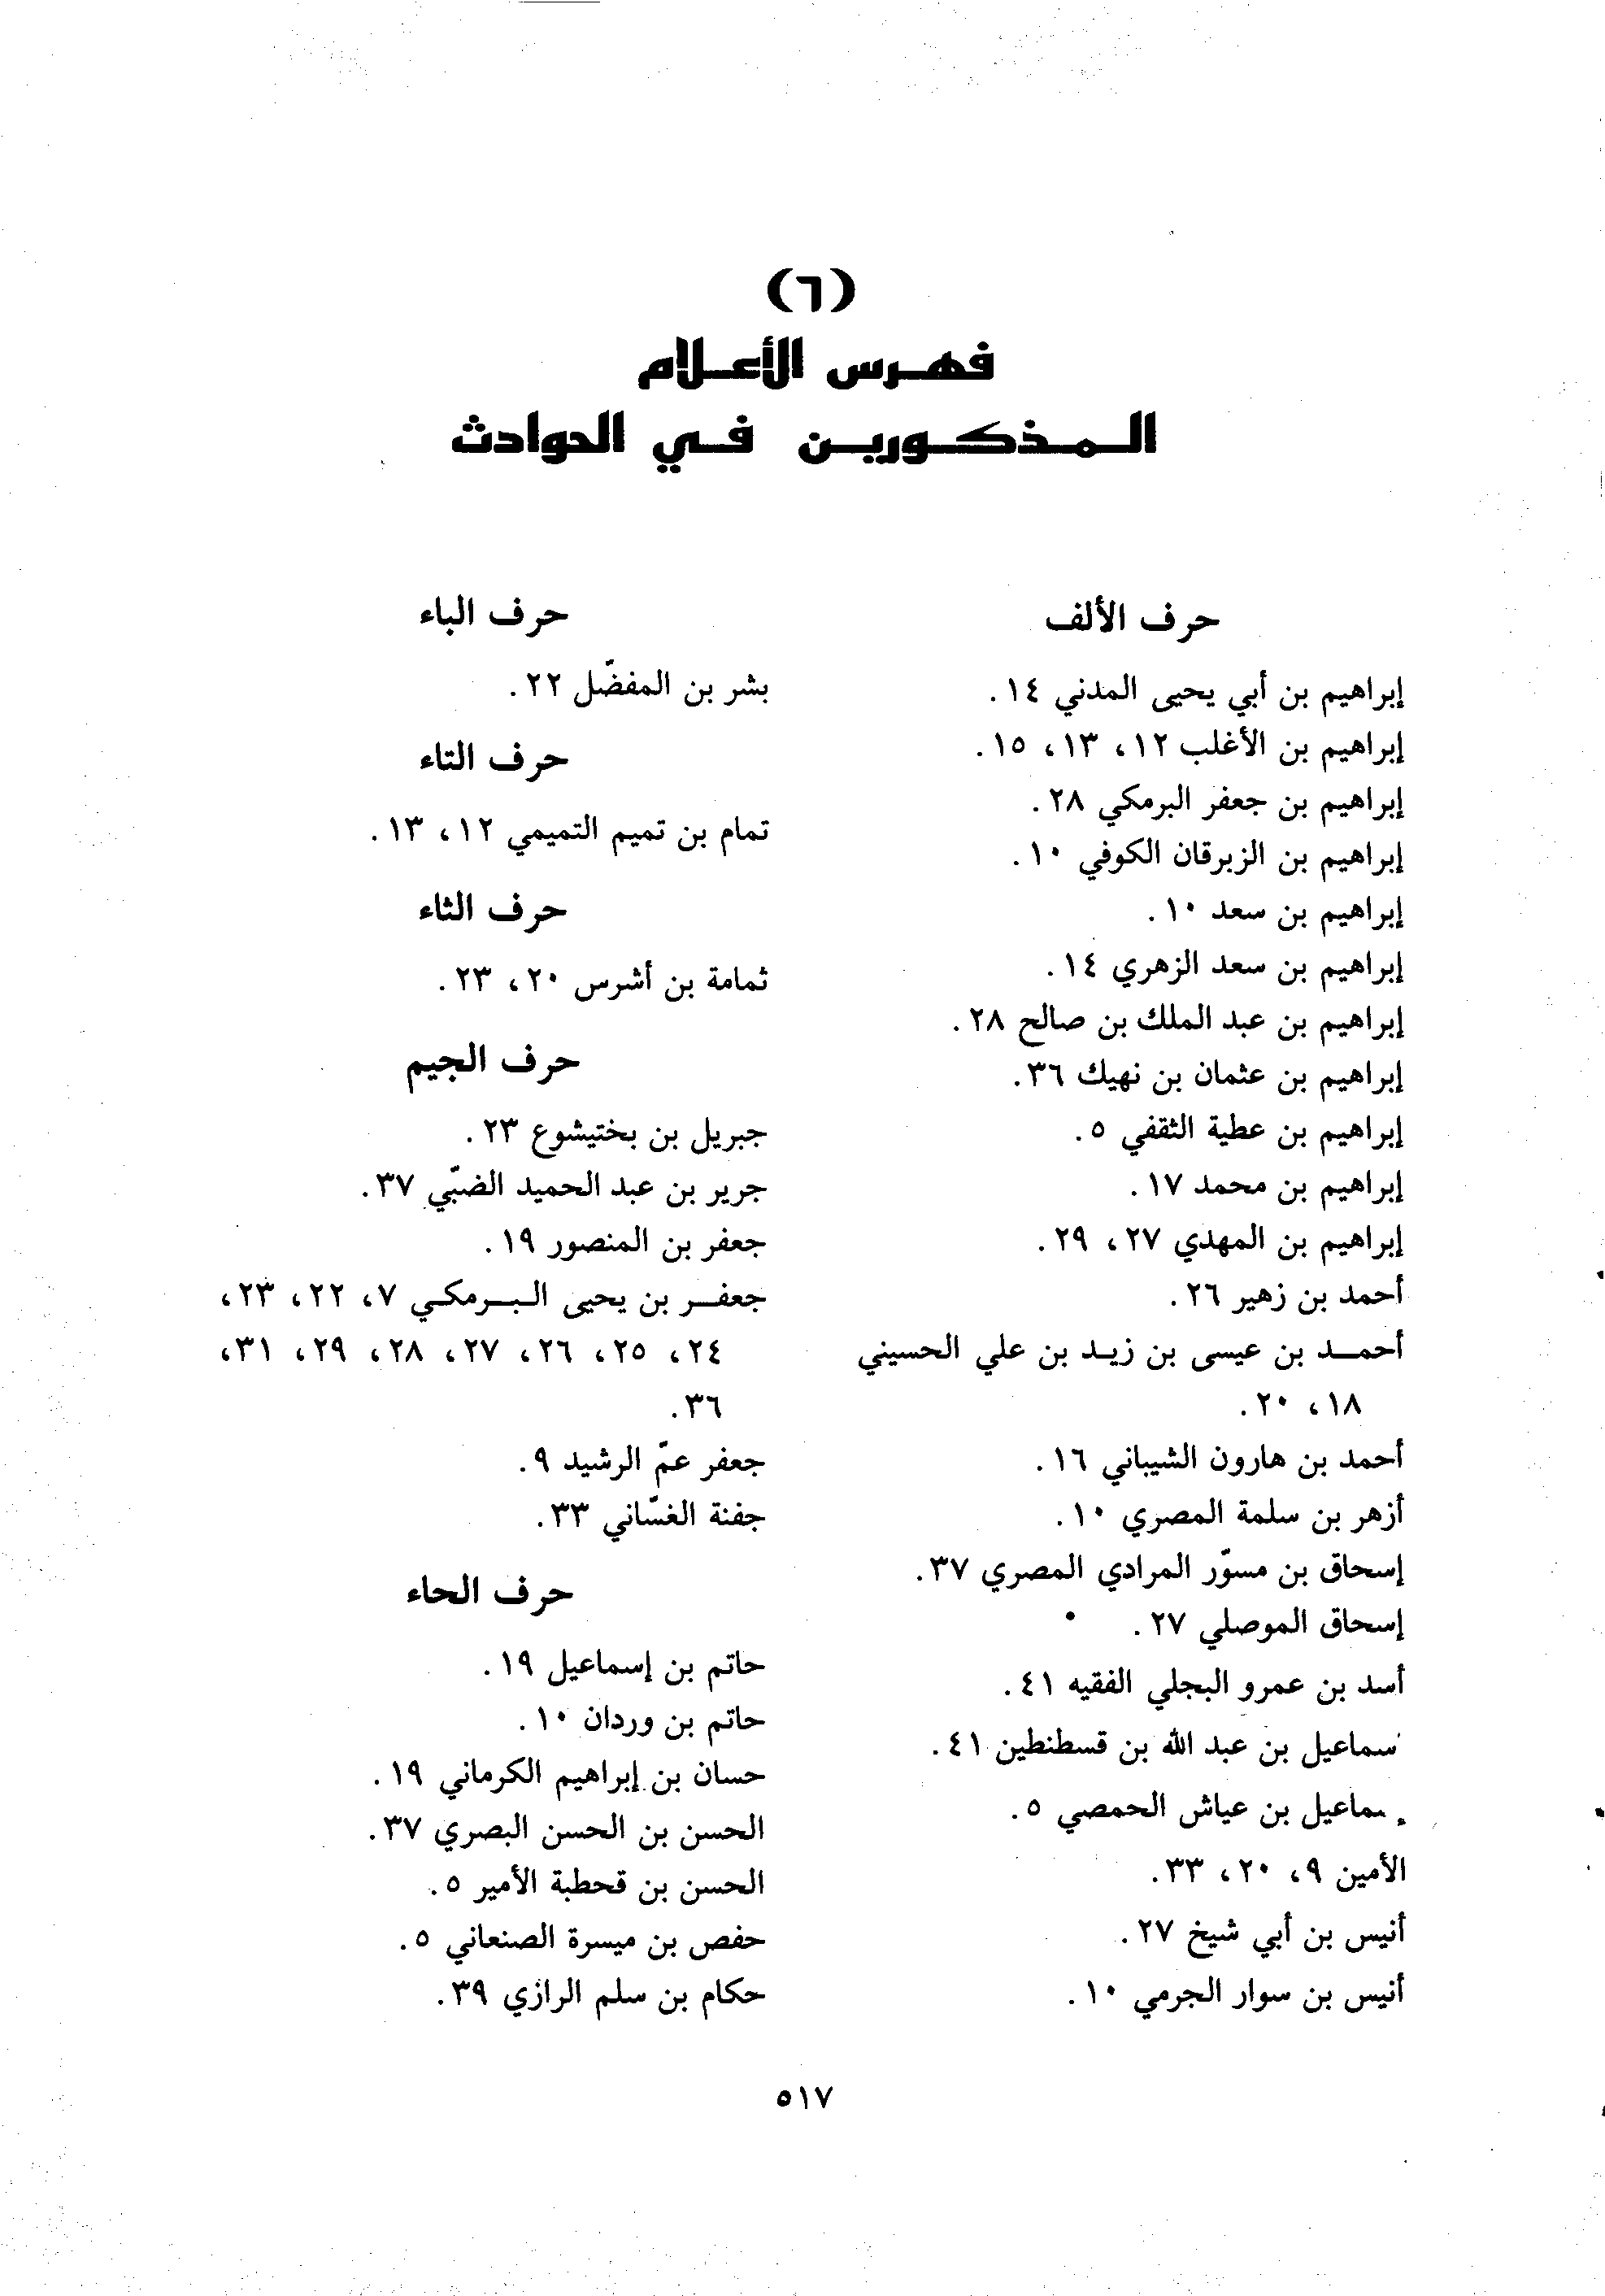 (٦)
فهرس الأعلام
المذكورين في الحوادث
حرف الألف
إبراهيم بن أبي يحيى المدني ١٤.
إبراهيم بن الأغلب ١٢، ١٣، ١٥.
إبراهيم بن جعفر البرمكي ٢٨.
إبراهيم بن الزبرقان الكوفي ١٠.
إبراهيم بن سعد ١٠.
إبراهيم بن سعد الزهري ١٤.
إبراهيم بن عبد الملك بن صالح ٢٨.
إبراهيم بن عثمان بن نهيك ٣٦.
إبراهيم بن عطية الثقفي ٥.
إبراهيم بن محمد ١٧.
إبراهيم بن المهدي ٢٧، ٢٩.
أحمد بن زهير ٢٦.
أحمد بن عيسى بن زيد بن علي الحسيني
١٨، ٢٠.
أحمد بن هارون الشيباني ١٦.
أزهر بن سلمة المصري ١٠.
إسحاق بن مسوّر المرادي المصري ٣٧.
إسحاق الموصلي ٢٧.
أسد بن عمرو البجلي الفقيه ٤١.
سماعيل بن عبد الله بن قسطنطين ٤١.
سماعيل بن عياش الحمصي ٥.
الأمين ٩، ٢٠، ٣٣.
أنيس بن أبي شيخ ٢٧.
أنيس بن سوار الجرمي ١٠.
حرف الباء
بشر بن المفضّل ٢٢.
حرف التاء
تمام بن تميم التميمي ١٢، ١٣.
حرف الثاء
ثمامة بن أشرس ٢٠، ٢٣.
حرف الجيم
جبريل بن بختيشوع ٢٣.
جرير بن عبد الحميد الضبّي ٣٧.
جعفر بن المنصور ١٩.
جعفر بن يحيى البرمكي ٧، ٢٢، ٢٣،
٢٤، ٢٥، ٢٦، ٢٧، ٢٨، ٢٩، ٣١،
٣٦.
جعفر عمّ الرشيد ٩.
جفنة الغسّاني ٣٣.
حرف الحاء
حاتم بن إسماعيل ١٩.
حاتم بن وردان ١٠.
حسان بن إبراهيم الكرماني ١٩.
الحسن بن الحسن البصري ٣٧.
الحسن بن قحطبة الأمير ٥.
حفص بن ميسرة الصنعاني ٥.
حكام بن سلم الرازي ٣٩.
٥١٧